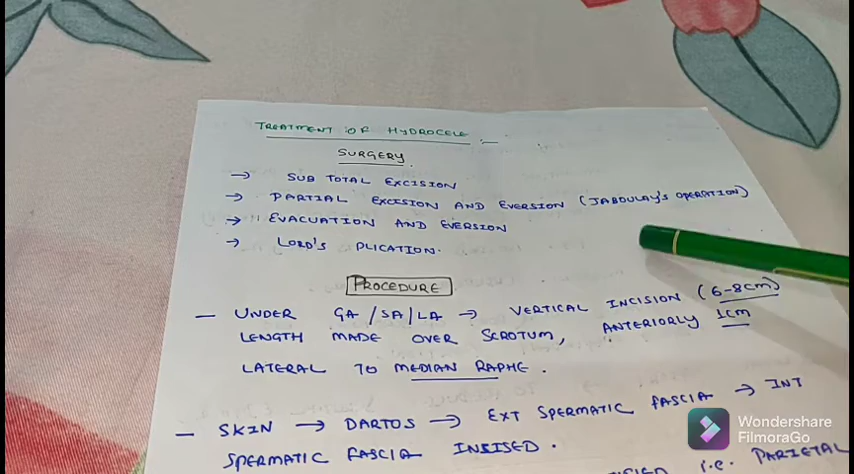 TREATMENT OF HYDROCELE :-
SURGERY.
→ SUB TOTAL EXCISION
→ PARTIAL EXCISION AND EVERSION (JABOULAY'S OPERATION)
→ EVACUATION AND EVERSION
→ LORD'S PLICATION.
PROCEDURE
- UNDER GA/SA/LA → VERTICAL INCISION (6-8cm)
LENGTH MADE OVER SCROTUM, ANTERIORLY 1cm
LATERAL TO MEDIAN RAPHE.
- SKIN → DARTOS → EXT SPERMATIC FASCIA → INT
SPERMATIC FASCIA INSISED.
i.e. PARIETAL
Wondershare
FilmoraGo